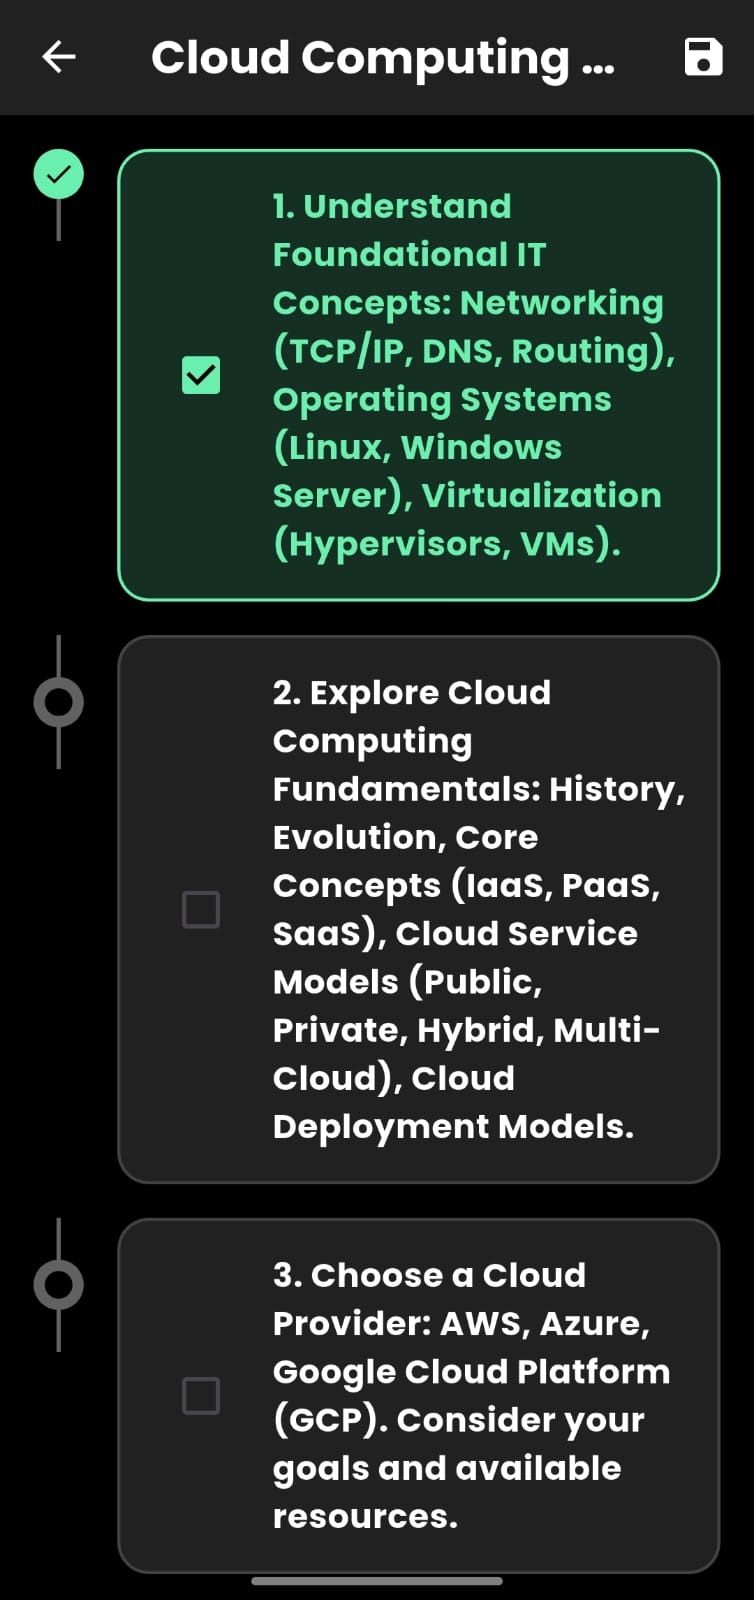 Cloud Computing ...
1. Understand
Foundational IT
Concepts: Networking
(TCP/IP, DNS, Routing),
Operating Systems
(Linux, Windows
Server), Virtualization
(Hypervisors, VMs).
2. Explore Cloud
Computing
Fundamentals: History,
Evolution, Core
Concepts (IaaS, PaaS,
SaaS), Cloud Service
Models (Public,
Private, Hybrid, Multi-
Cloud), Cloud
Deployment Models.
3. Choose a Cloud
Provider: AWS, Azure,
Google Cloud Platform
(GCP). Consider your
goals and available
resources.